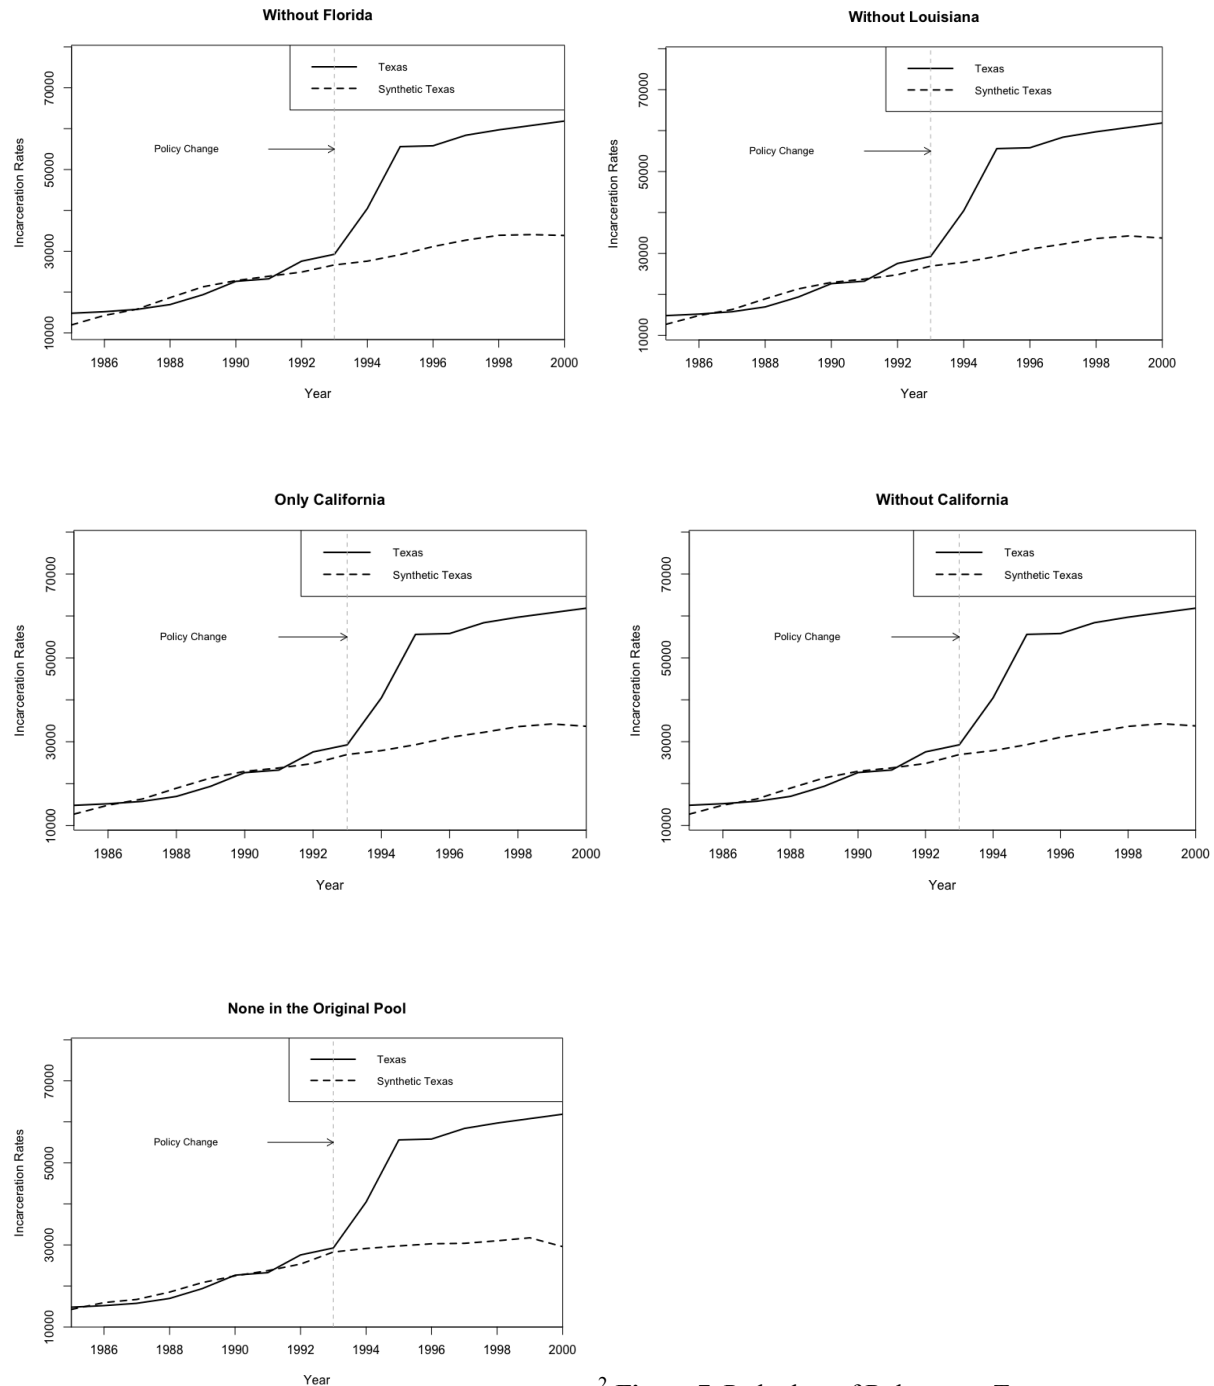 Without Florida
Texas
Synthetic Texas
Policy Change
Incarceration Rates
10000 30000 50000 70000
1986 1988 1990 1992 1994 1996 1998 2000
Year
Without Louisiana
Texas
Synthetic Texas
Policy Change
Incarceration Rates
10000 30000 50000 70000
1986 1988 1990 1992 1994 1996 1998 2000
Year
Only California
Texas
Synthetic Texas
Policy Change
Incarceration Rates
10000 30000 50000 70000
1986 1988 1990 1992 1994 1996 1998 2000
Year
Without California
Texas
Synthetic Texas
Policy Change
Incarceration Rates
10000 30000 50000 70000
1986 1988 1990 1992 1994 1996 1998 2000
Year
None in the Original Pool
Texas
Synthetic Texas
Policy Change
Incarceration Rates
10000 30000 50000 70000
1986 1988 1990 1992 1994 1996 1998 2000
Year